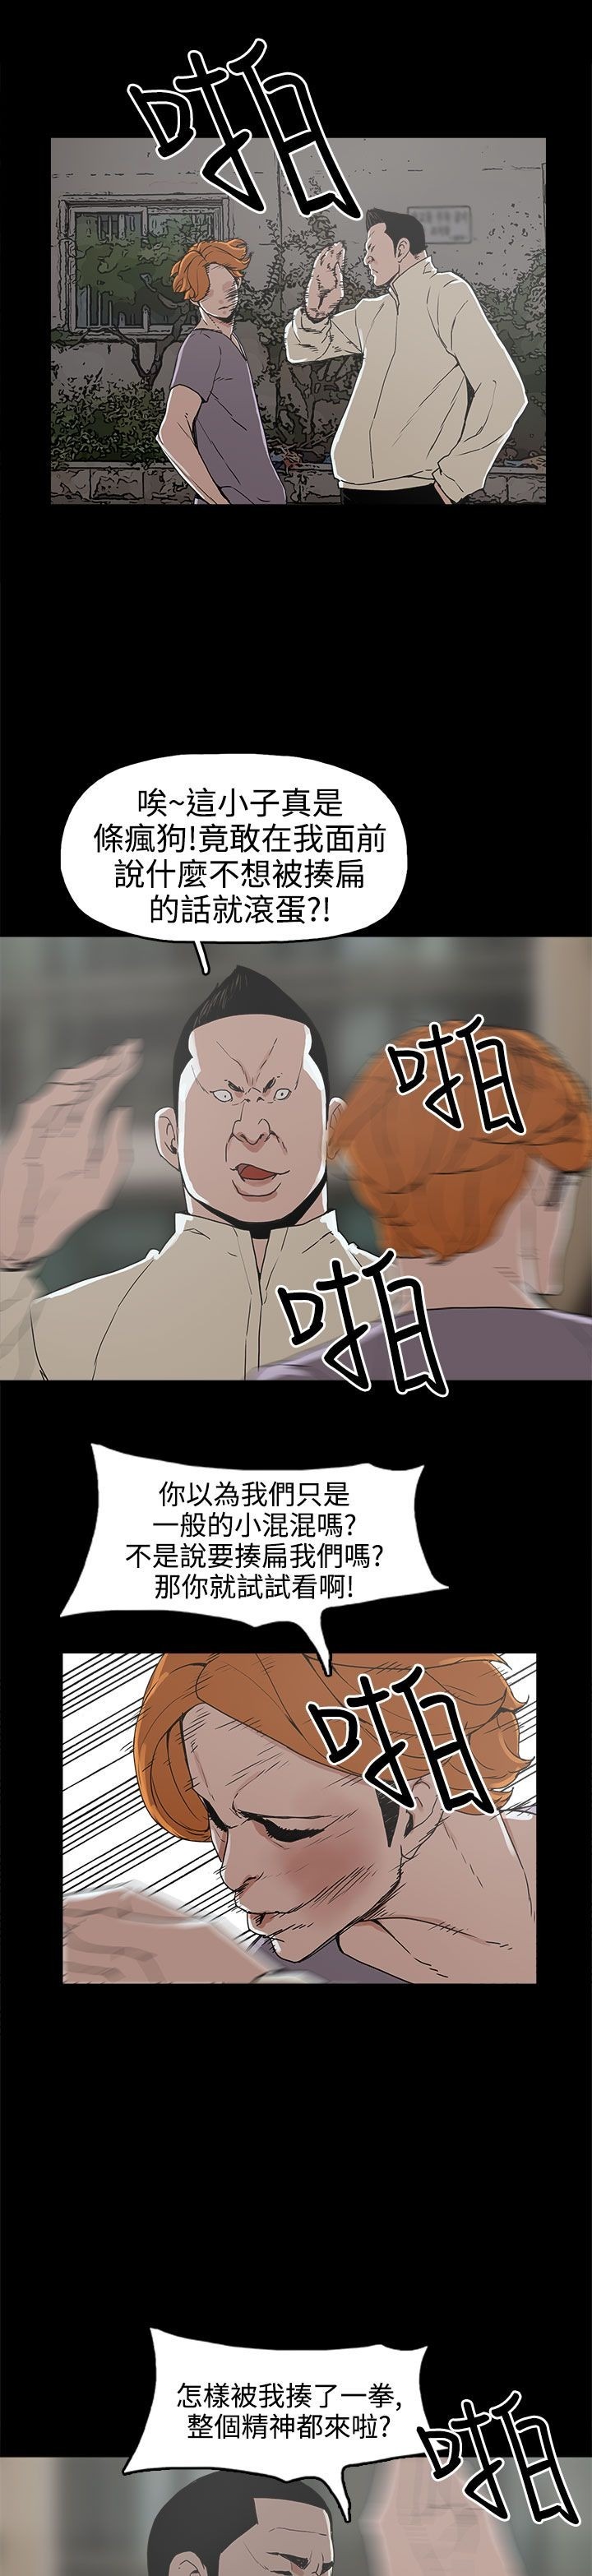 啪
唉~這小子真是
條瘋狗!竟敢在我面前
說什麼不想被揍扁
的話就滾蛋?!
啪
啪
你以為我們只是
一般的小混混嗎?
不是說要揍扁我們嗎?
那你就試試看啊!
啪
怎樣被我揍了一拳,
整個精神都來啦?
啪